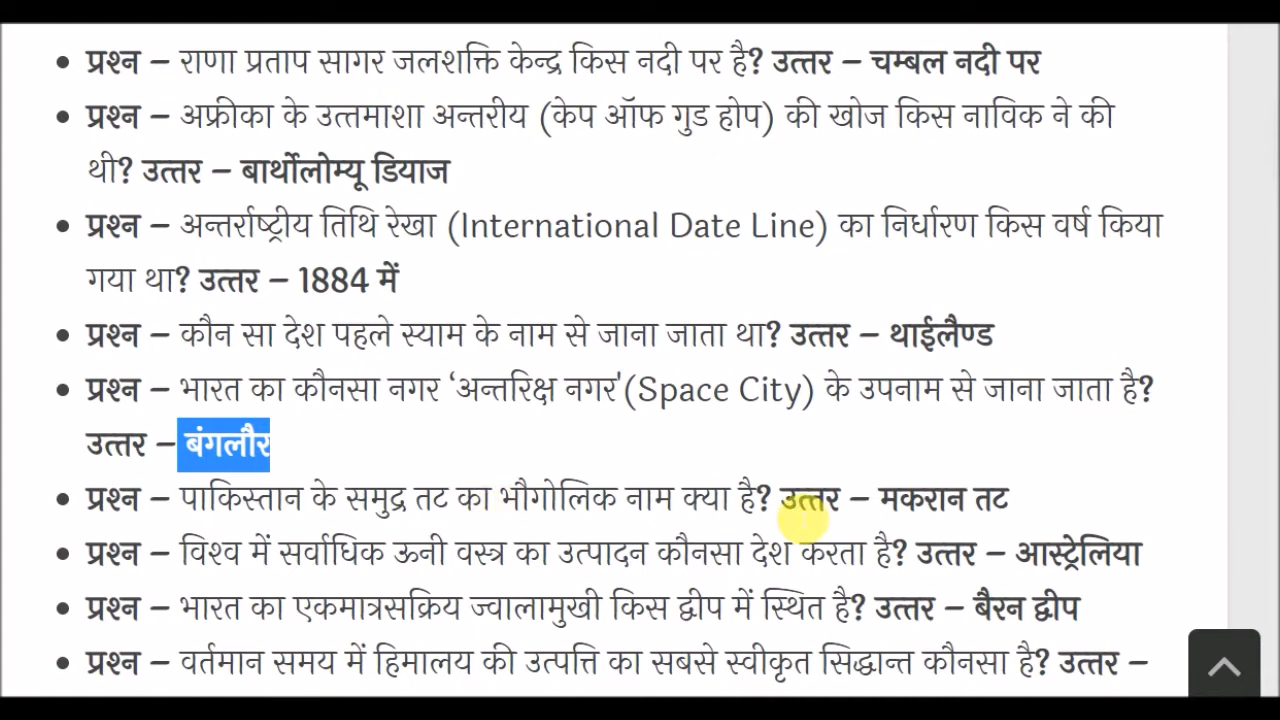 • प्रश्न – राणा प्रताप सागर जलशक्ति केन्द्र किस नदी पर है? उत्तर – चम्बल नदी पर
• प्रश्न – अफ्रीका के उत्तमाशा अन्तरीय (केप ऑफ गुड होप) की खोज किस नाविक ने की
थी? उत्तर – बार्थोलोम्यू डियाज
• प्रश्न – अन्तर्राष्ट्रीय तिथि रेखा (International Date Line) का निर्धारण किस वर्ष किया
गया था? उत्तर – 1884 में
• प्रश्न – कौन सा देश पहले स्याम के नाम से जाना जाता था? उत्तर – थाईलैण्ड
• प्रश्न – भारत का कौनसा नगर ‘अन्तरिक्ष नगर'(Space City) के उपनाम से जाना जाता है?
उत्तर – बंगलौर
• प्रश्न – पाकिस्तान के समुद्र तट का भौगोलिक नाम क्या है? उत्तर – मकरान तट
• प्रश्न – विश्व में सर्वाधिक ऊनी वस्त्र का उत्पादन कौनसा देश करता है? उत्तर – आस्ट्रेलिया
• प्रश्न – भारत का एकमात्रसक्रिय ज्वालामुखी किस द्वीप में स्थित है? उत्तर – बैरन द्वीप
• प्रश्न – वर्तमान समय में हिमालय की उत्पत्ति का सबसे स्वीकृत सिद्धान्त कौनसा है? उत्तर –